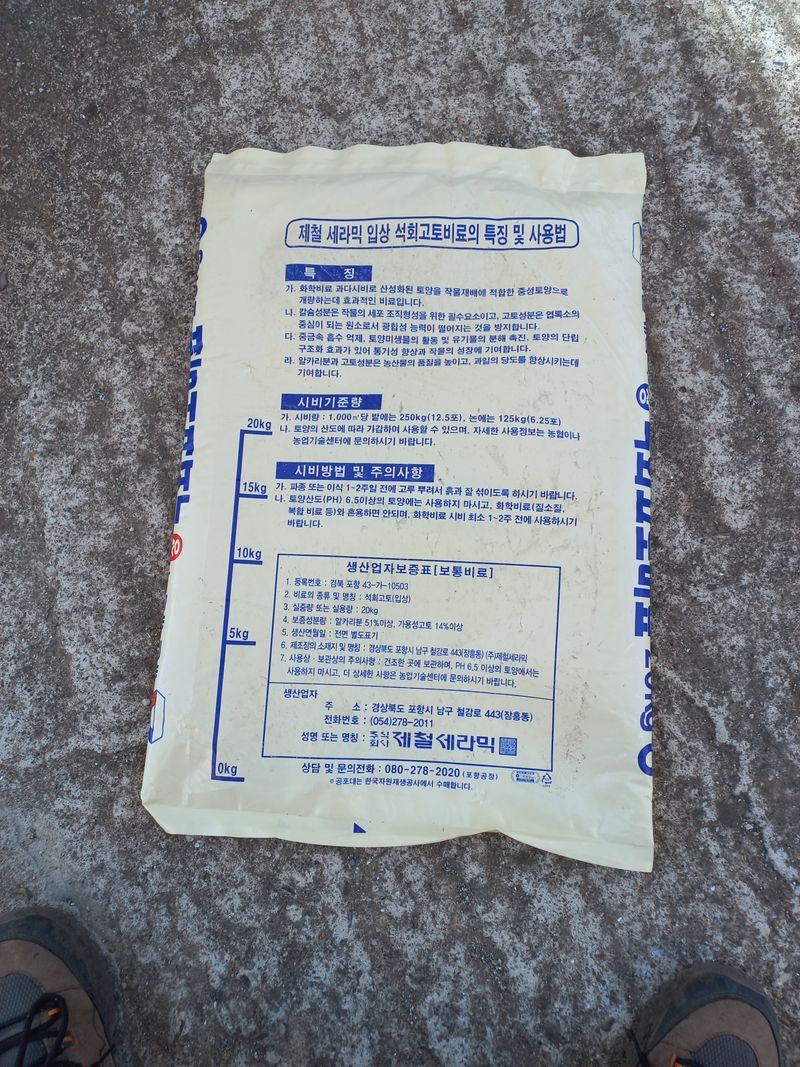 제철 세라믹 입상 석회고토비료의 특징 및 사용법
특 징
가. 화학비료 과다시비로 산성화된 토양을 작물재배에 적합한 중성토양으로
개량하는데 효과적인 비료입니다.
나. 칼슘성분은 작물의 세포 조직형성을 위한 필수요소이고, 고토성분은 엽록소의
중심이 되는 원소로서 광합성 능력이 떨어지는 것을 방지합니다.
다. 중금속 흡수 억제, 토양미생물의 활동 및 유기물의 분해 촉진, 토양의 단립
구조화 효과가 있어 통기성 향상과 작물의 성장에 기여합니다.
라. 알카리분과 고토성분은 농산물의 품질을 높이고, 과일의 당도를 향상시키는데
기여합니다.
시비기준량
가. 시비량 : 1,000㎡당 밭에는 250kg(12.5포), 논에는 125kg(6.25포)
나. 토양의 산도에 따라 가감하여 사용할 수 있으며, 자세한 사용정보는 농협이나
농업기술센터에 문의하시기 바랍니다.
시비방법 및 주의사항
가. 파종 또는 이식 1~2주일 전에 고루 뿌려서 흙과 잘 섞이도록 하시기 바랍니다.
나. 토양산도(PH) 6.5이상의 토양에는 사용하지 마시고, 화학비료(질소질,
복합 비료 등)와 혼용하면 안되며, 화학비료 시비 최소 1~2주 전에 사용하시기
바랍니다.
20kg
15kg
10kg
5kg
0kg
생산업자보증표[보통비료]
1. 등록번호 : 경북 포항 43-가-10503
2. 비료의 종류 및 명칭 : 석회고토(입상)
3. 실중량 또는 실용량 : 20kg
4. 보증성분량 : 알카리분 51%이상, 가용성고토 14%이상
5. 생산연월일 : 전면 별도표기
6. 제조장의 소재지 및 명칭 : 경상북도 포항시 남구 철강로 443(장흥동) (주)제철세라믹
7. 사용상·보관상의 주의사항 : 건조한 곳에 보관하며, PH 6.5 이상의 토양에서는
사용하지 마시고, 더 상세한 사항은 농업기술센터에 문의하시기 바랍니다.
생산업자
주 소 : 경상북도 포항시 남구 철강로 443(장흥동)
전화번호 : (054)278-2011
성명 또는 명칭 : 주식회사 제철세라믹
상담 및 문의전화 : 080-278-2020 (포항공장)
※공포대는 한국자원재생공사에서 수매합니다.